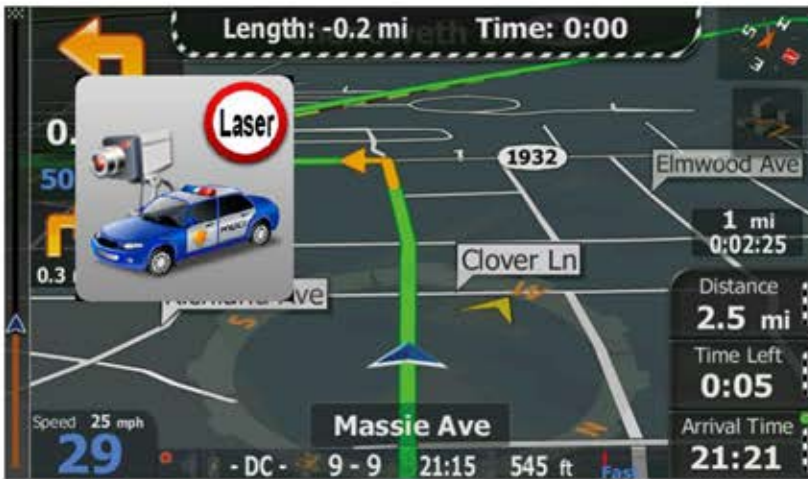 Length: -0.2 mi Time: 0:00
Laser
0.
50
0.3
POLICE
1932
Elmwood Ave
1 mi
0:02:25
Clover Ln
Distance
2.5 mi
Time Left
0:05
Arrival Time
21:21
Massie Ave
Speed 25 mph
29
- DC - 9 - 9 21:15 545 ft Fast
S
E
N